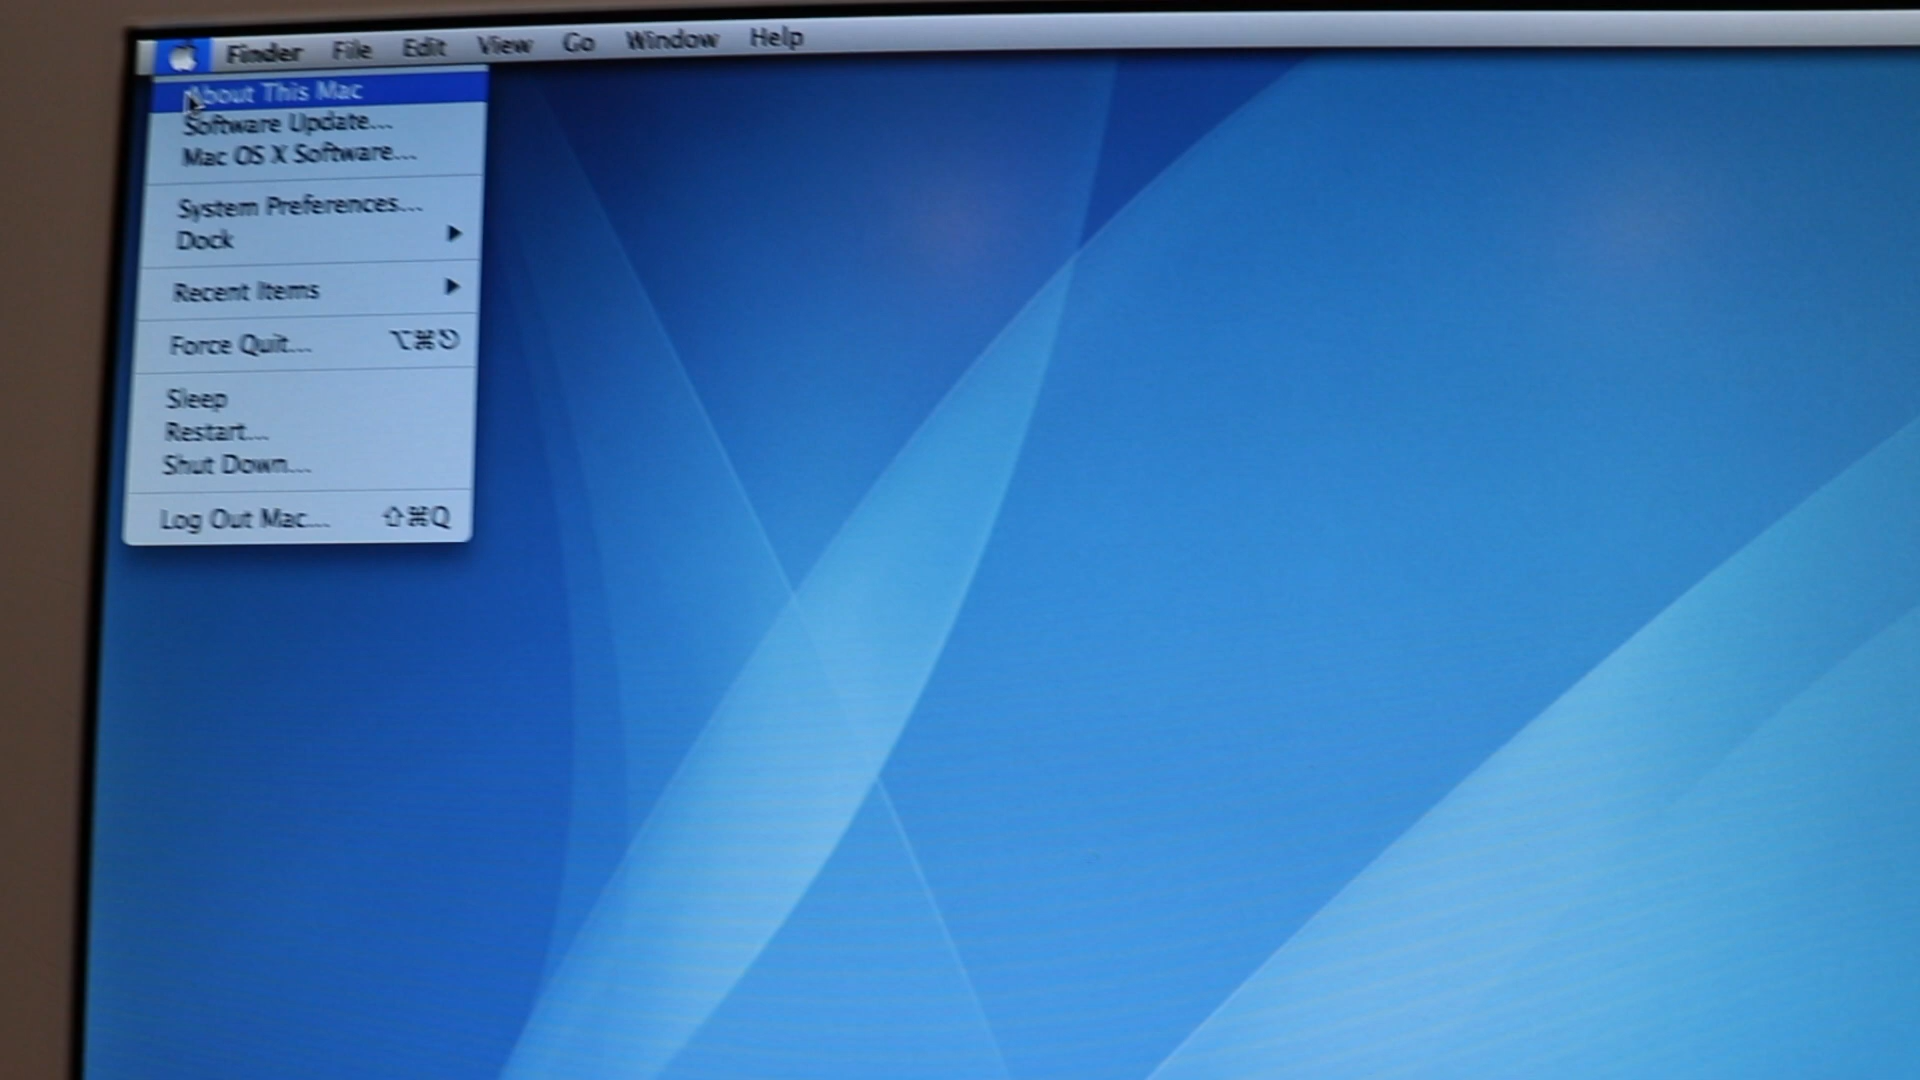 Finder File Edit View Go Window Help
About This Mac
Software Update...
Mac OS X Software...
System Preferences...
Dock ▶
Recent Items ▶
Force Quit... ⌥⌘⎋
Sleep
Restart...
Shut Down...
Log Out Mac... ⇧⌘Q